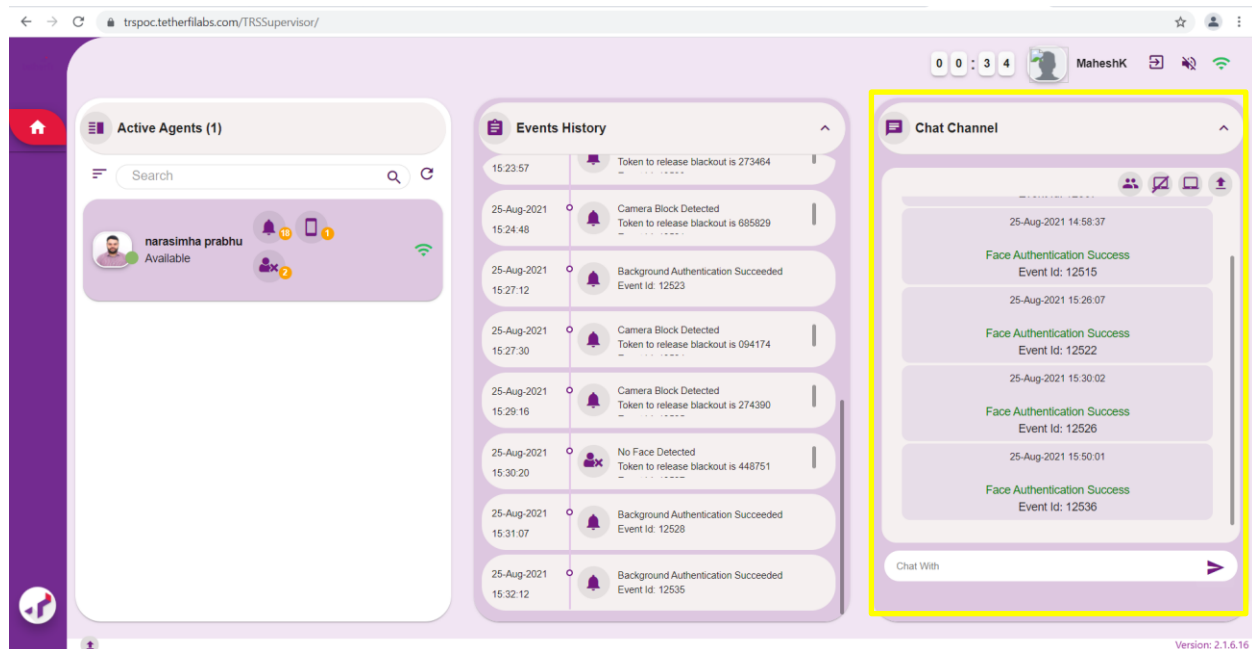 trspoc.tetherfilabs.com/TRSSupervisor/
0 0 : 3 4
MaheshK
Active Agents (1)
Search
narasimha prabhu
Available
18
1
2
Events History
15:23:57
Token to release blackout is 273464
25-Aug-2021
15:24:48
Camera Block Detected
Token to release blackout is 685829
25-Aug-2021
15:27:12
Background Authentication Succeeded
Event Id: 12523
25-Aug-2021
15:27:30
Camera Block Detected
Token to release blackout is 094174
25-Aug-2021
15:29:16
Camera Block Detected
Token to release blackout is 274390
25-Aug-2021
15:30:20
No Face Detected
Token to release blackout is 448751
25-Aug-2021
15:31:07
Background Authentication Succeeded
Event Id: 12528
25-Aug-2021
15:32:12
Background Authentication Succeeded
Event Id: 12535
Chat Channel
25-Aug-2021 14:58:37
Face Authentication Success
Event Id: 12515
25-Aug-2021 15:26:07
Face Authentication Success
Event Id: 12522
25-Aug-2021 15:30:02
Face Authentication Success
Event Id: 12526
25-Aug-2021 15:50:01
Face Authentication Success
Event Id: 12536
Chat With
Version: 2.1.6.16